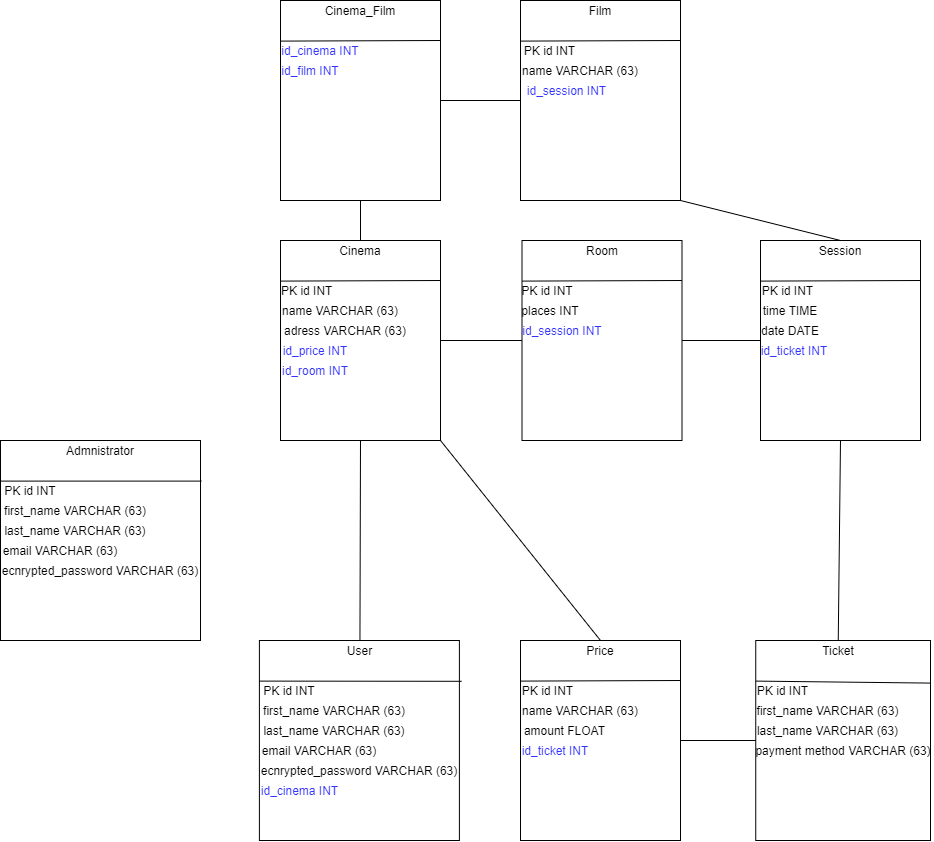 Cinema_Film
id_cinema INT
id_film INT
Film
PK id INT
name VARCHAR (63)
id_session INT
Cinema
PK id INT
name VARCHAR (63)
adress VARCHAR (63)
id_price INT
id_room INT
Room
PK id INT
places INT
id_session INT
Session
PK id INT
time TIME
date DATE
id_ticket INT
Admnistrator
PK id INT
first_name VARCHAR (63)
last_name VARCHAR (63)
email VARCHAR (63)
ecnrypted_password VARCHAR (63)
User
PK id INT
first_name VARCHAR (63)
last_name VARCHAR (63)
email VARCHAR (63)
ecnrypted_password VARCHAR (63)
id_cinema INT
Price
PK id INT
name VARCHAR (63)
amount FLOAT
id_ticket INT
Ticket
PK id INT
first_name VARCHAR (63)
last_name VARCHAR (63)
payment method VARCHAR (63)